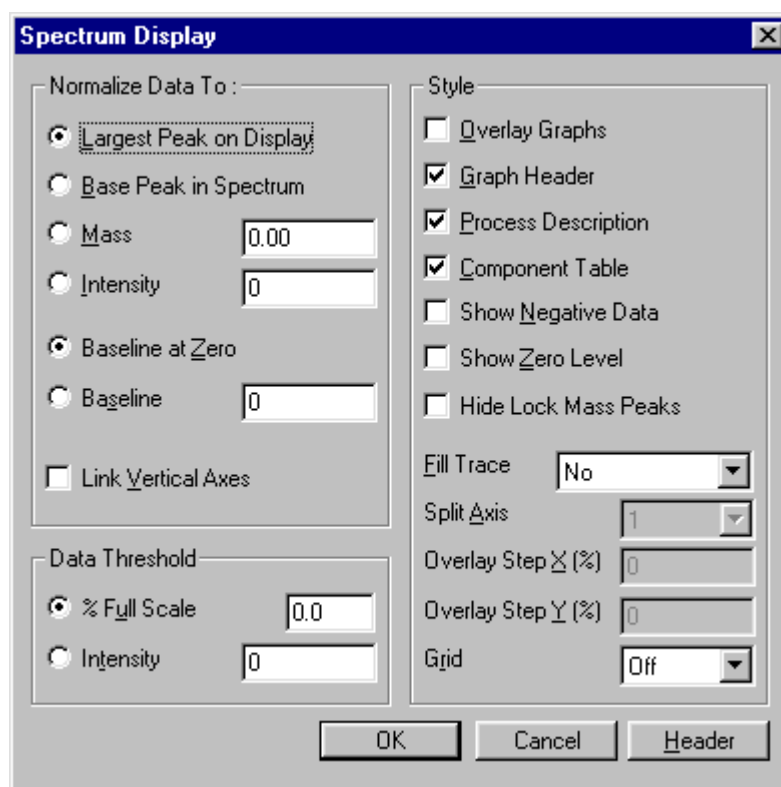 Spectrum Display
Normalize Data To :
Largest Peak on Display
Base Peak in Spectrum
Mass 0.00
Intensity 0
Baseline at Zero
Baseline 0
Link Vertical Axes
Data Threshold
% Full Scale 0.0
Intensity 0
Style
Overlay Graphs
Graph Header
Process Description
Component Table
Show Negative Data
Show Zero Level
Hide Lock Mass Peaks
Fill Trace No
Split Axis 1
Overlay Step X (%) 0
Overlay Step Y (%) 0
Grid Off
OK Cancel Header